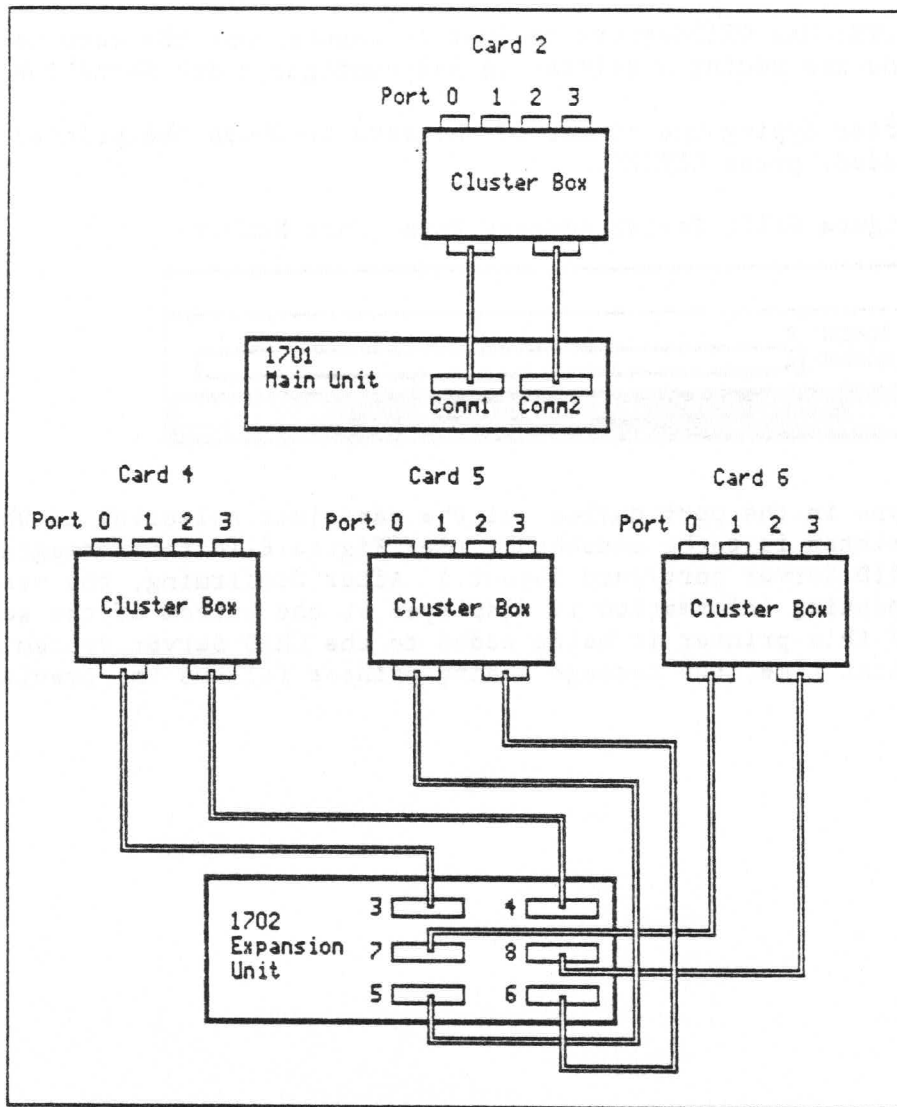 Card 2
Port 0 1 2 3
Cluster Box
1701
Main Unit
Comm1 Comm2
Card 4 Card 5 Card 6
Port 0 1 2 3 Port 0 1 2 3 Port 0 1 2 3
Cluster Box Cluster Box Cluster Box
1702
Expansion
Unit
3 4
7 8
5 6